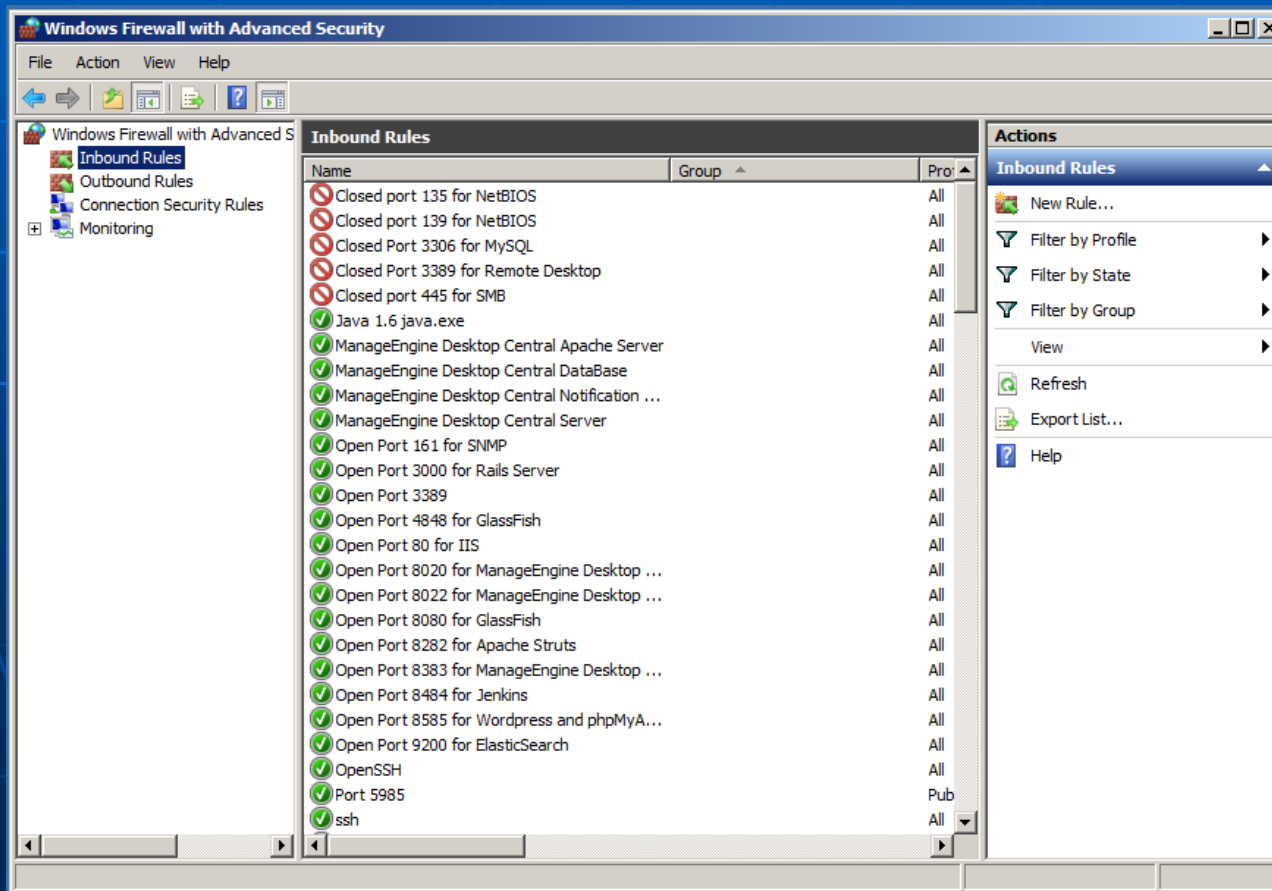 Windows Firewall with Advanced Security
File Action View Help
Windows Firewall with Advanced S
Inbound Rules
Outbound Rules
Connection Security Rules
Monitoring
Inbound Rules
Name Group Pro
Closed port 135 for NetBIOS All
Closed port 139 for NetBIOS All
Closed Port 3306 for MySQL All
Closed Port 3389 for Remote Desktop All
Closed port 445 for SMB All
Java 1.6 java.exe All
ManageEngine Desktop Central Apache Server All
ManageEngine Desktop Central DataBase All
ManageEngine Desktop Central Notification ... All
ManageEngine Desktop Central Server All
Open Port 161 for SNMP All
Open Port 3000 for Rails Server All
Open Port 3389 All
Open Port 4848 for GlassFish All
Open Port 80 for IIS All
Open Port 8020 for ManageEngine Desktop ... All
Open Port 8022 for ManageEngine Desktop ... All
Open Port 8080 for GlassFish All
Open Port 8282 for Apache Struts All
Open Port 8383 for ManageEngine Desktop ... All
Open Port 8484 for Jenkins All
Open Port 8585 for Wordpress and phpMyA... All
Open Port 9200 for ElasticSearch All
OpenSSH All
Port 5985 Pub
ssh All
Actions
Inbound Rules
New Rule...
Filter by Profile
Filter by State
Filter by Group
View
Refresh
Export List...
Help